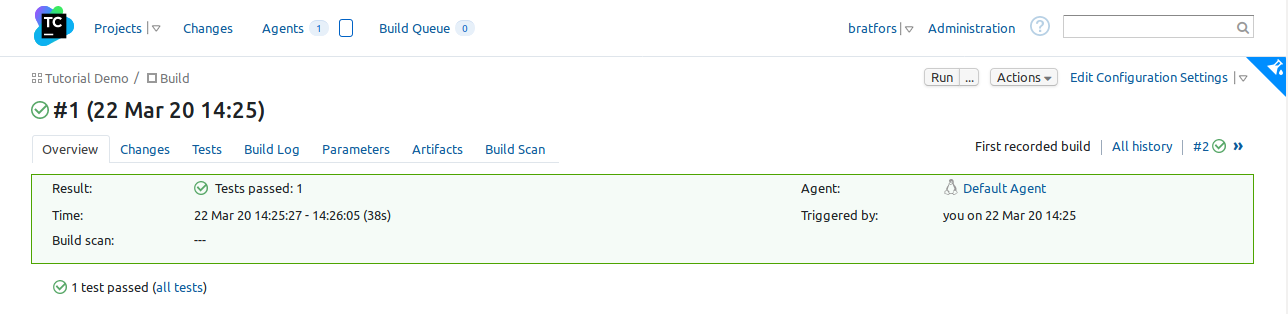 TC Projects Changes Agents 1 Build Queue 0 bratfors Administration ?
Tutorial Demo / Build Run ... Actions Edit Configuration Settings
#1 (22 Mar 20 14:25)
Overview Changes Tests Build Log Parameters Artifacts Build Scan First recorded build All history #2 »
Result: Tests passed: 1 Agent: Default Agent
Time: 22 Mar 20 14:25:27 - 14:26:05 (38s) Triggered by: you on 22 Mar 20 14:25
Build scan: ---
1 test passed (all tests)